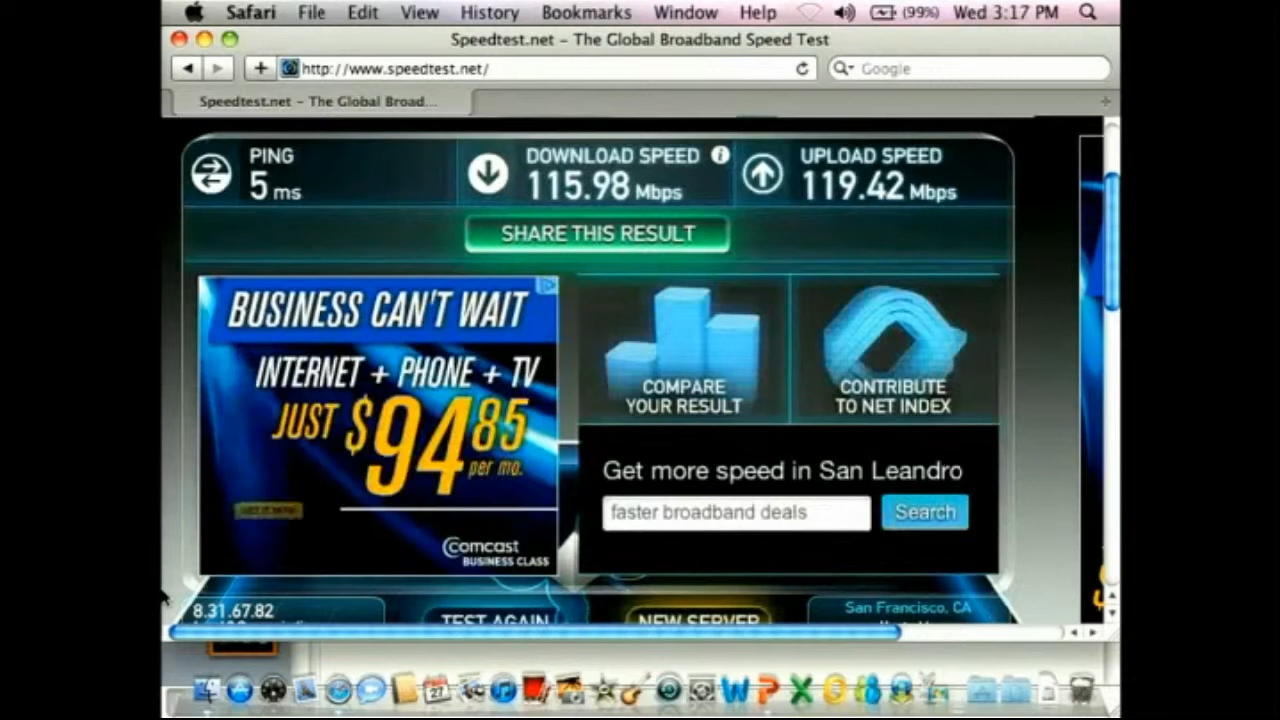 Safari File Edit View History Bookmarks Window Help (99%) Wed 3:17 PM
Speedtest.net – The Global Broadband Speed Test
http://www.speedtest.net/ Google
Speedtest.net – The Global Broad...
PING
5 ms
DOWNLOAD SPEED
115.98 Mbps
UPLOAD SPEED
119.42 Mbps
SHARE THIS RESULT
BUSINESS CAN'T WAIT
INTERNET + PHONE + TV
JUST $94 85
per mo.
Comcast
BUSINESS CLASS
COMPARE
YOUR RESULT
CONTRIBUTE
TO NET INDEX
Get more speed in San Leandro
faster broadband deals Search
8.31.67.82
TEST AGAIN
NEW SERVER
San Francisco, CA
27